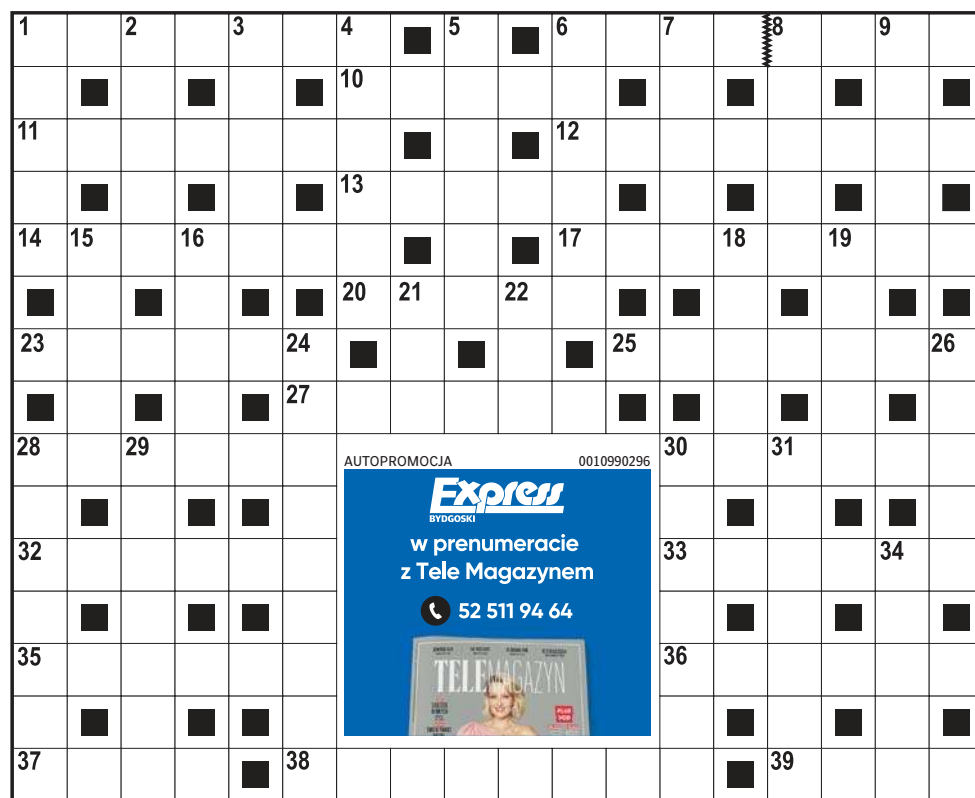 1 2 3 4 5 6 7 8 9
10
11 12
13
14 15 16 17 18 19
20 21 22
23 24 25 26
27
28 29 30 31
AUTOPROMOCJA 0010990296
Express
BYDGOSKI
w prenumeracie
z Tele Magazynem
52 511 94 64
32 33 34
TELEMAGAZYN
35 36
37 38 39